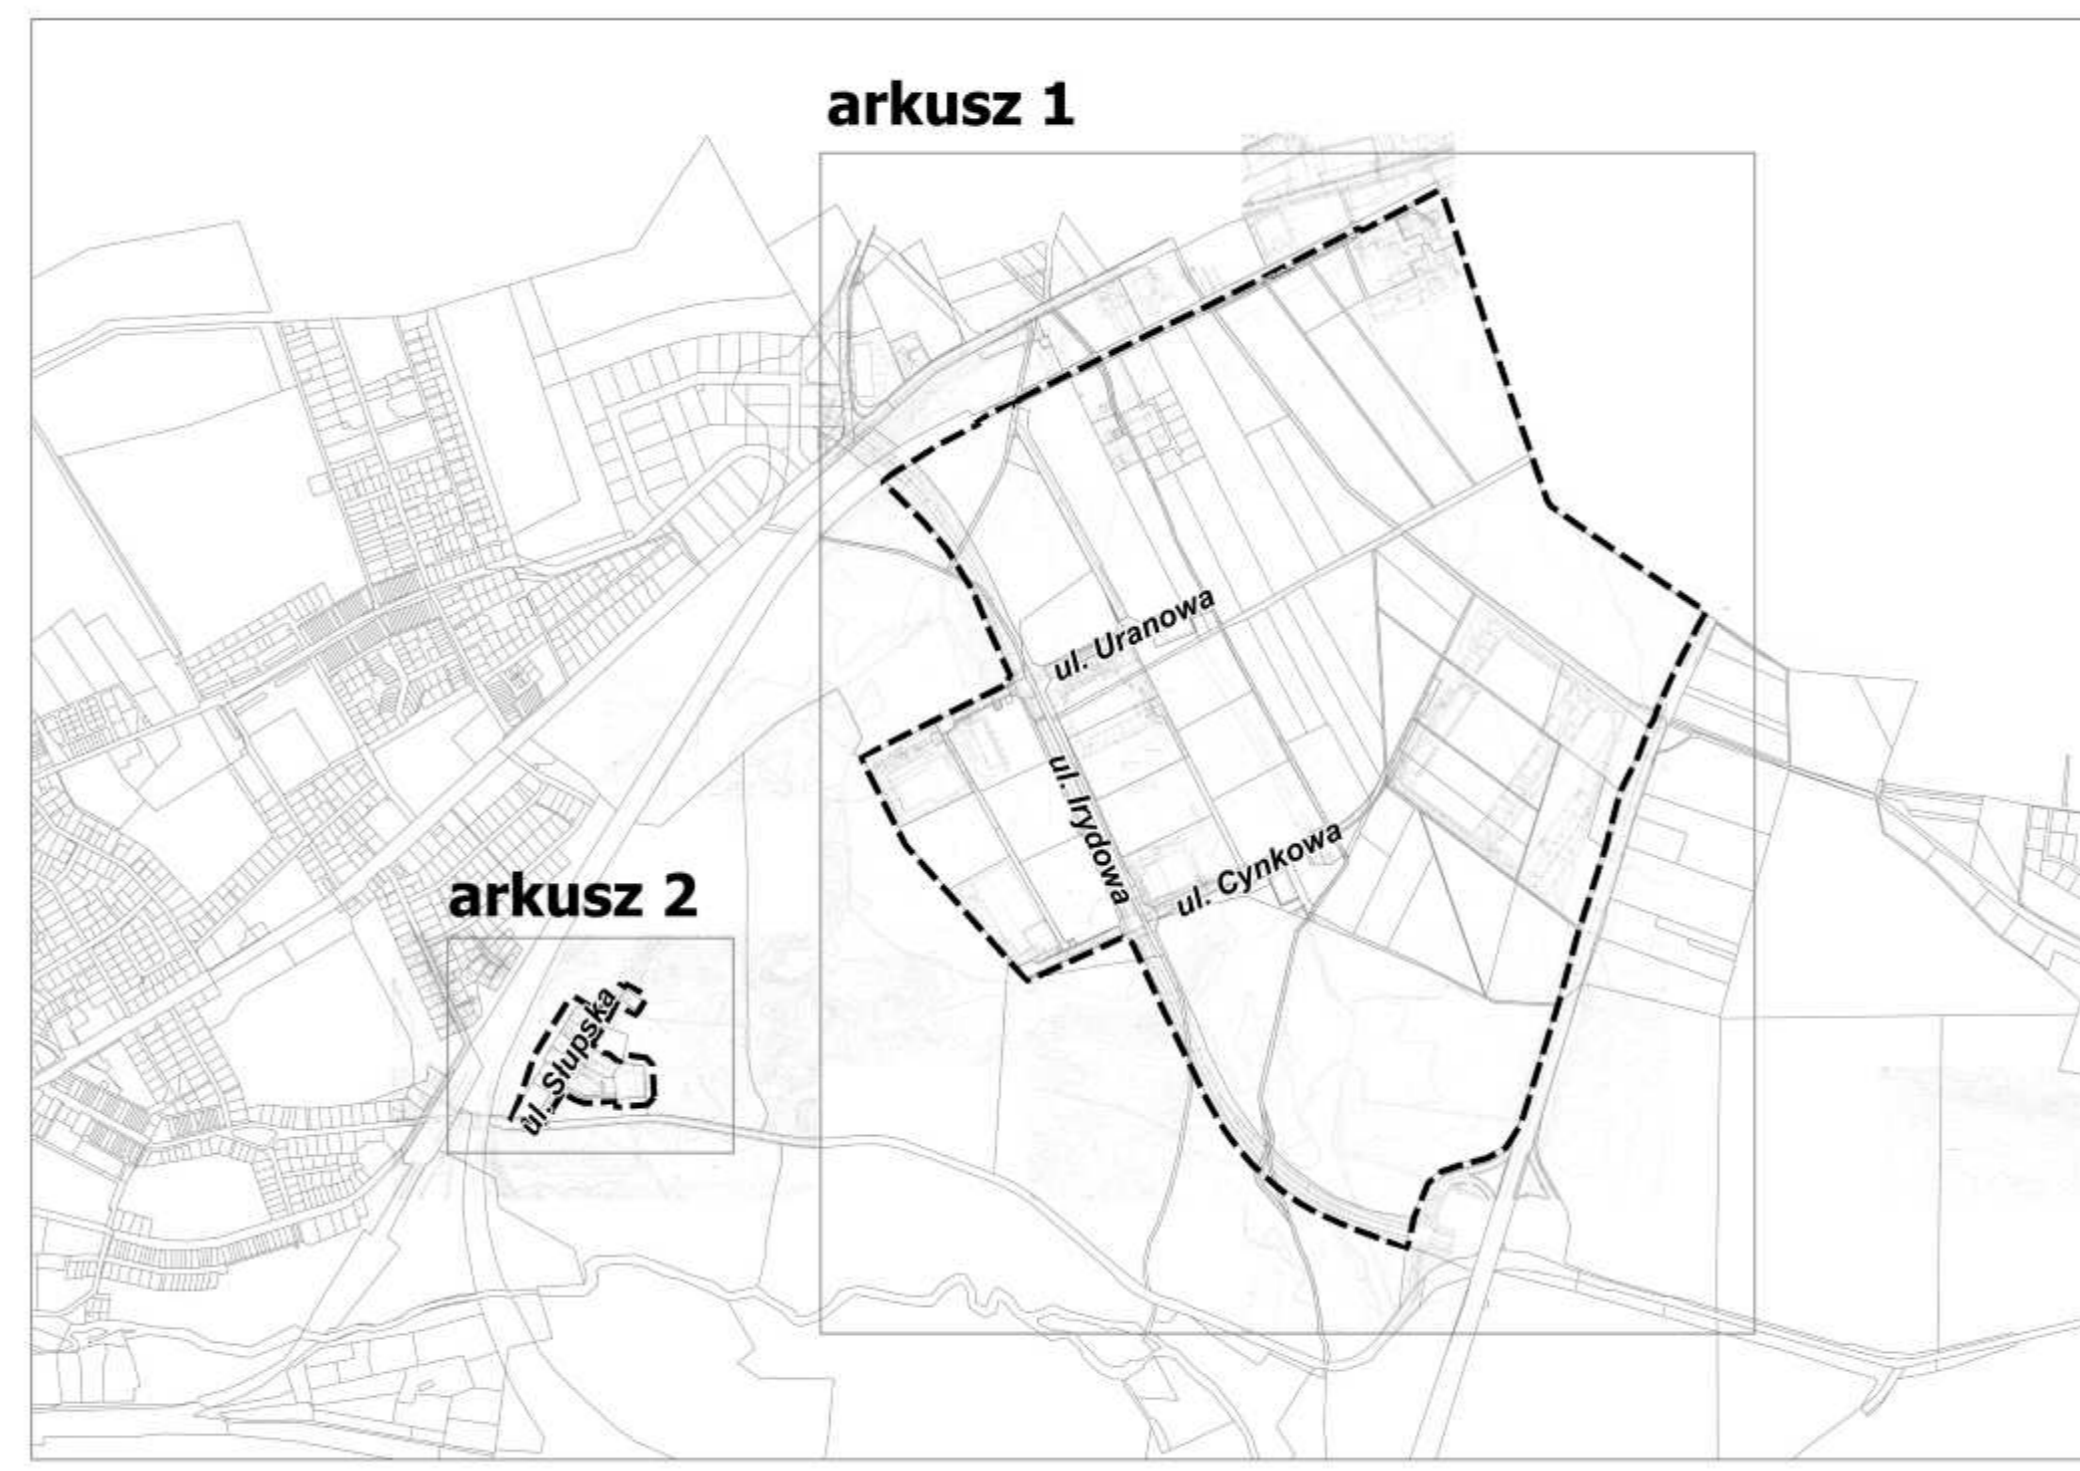 arkusz 1
ul. Uranowa
ul. Irydowa
ul. Cynkowa
arkusz 2
ul. Słupska